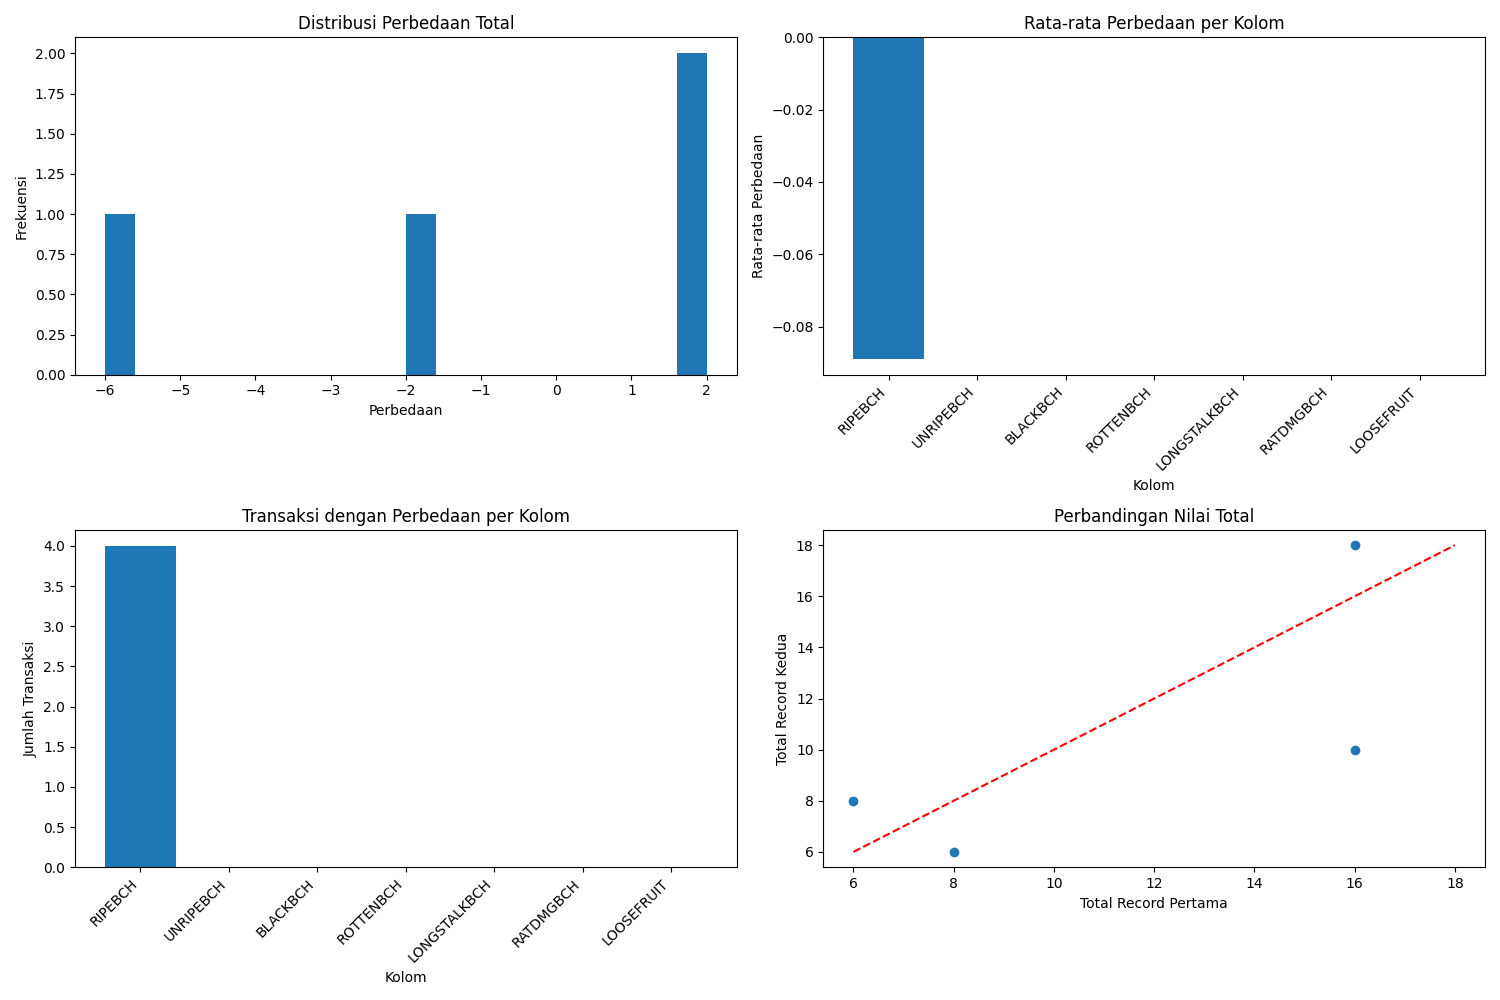 Distribusi Perbedaan Total
Frekuensi
2.00
1.75
1.50
1.25
1.00
0.75
0.50
0.25
0.00
−6 −5 −4 −3 −2 −1 0 1 2
Perbedaan
Rata-rata Perbedaan per Kolom
Rata-rata Perbedaan
0.00
−0.02
−0.04
−0.06
−0.08
RIPEBCH UNRIPEBCH BLACKBCH ROTTENBCH LONGSTALKBCH RATDMGBCH LOOSEFRUIT
Kolom
Transaksi dengan Perbedaan per Kolom
Jumlah Transaksi
4.0
3.5
3.0
2.5
2.0
1.5
1.0
0.5
0.0
RIPEBCH UNRIPEBCH BLACKBCH ROTTENBCH LONGSTALKBCH RATDMGBCH LOOSEFRUIT
Kolom
Perbandingan Nilai Total
Total Record Kedua
18
16
14
12
10
8
6
6 8 10 12 14 16 18
Total Record Pertama